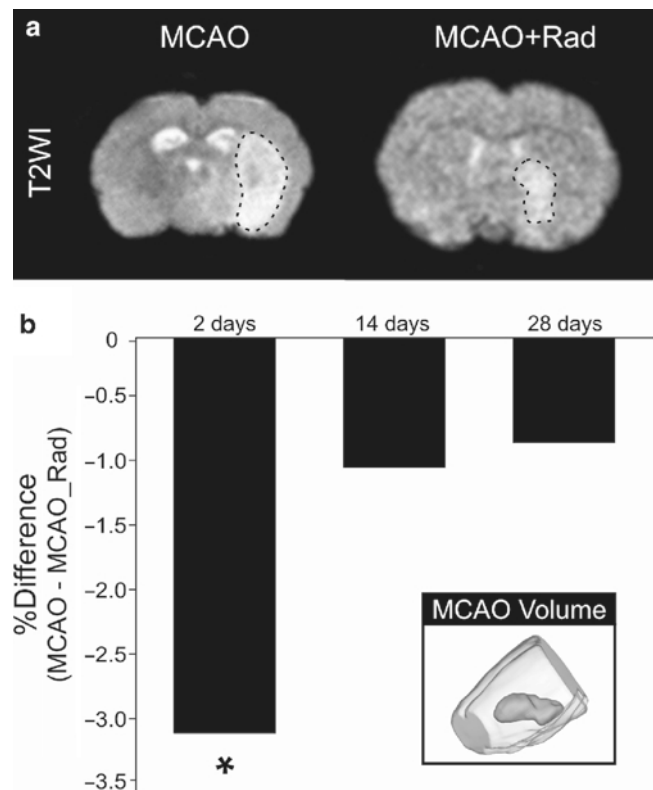 a
MCAO
MCAO+Rad
T2WI
b
2 days
14 days
28 days
0
–0.5
–1.0
–1.5
–2.0
–2.5
–3.0
–3.5
%Difference
(MCAO - MCAO_Rad)
*
MCAO Volume